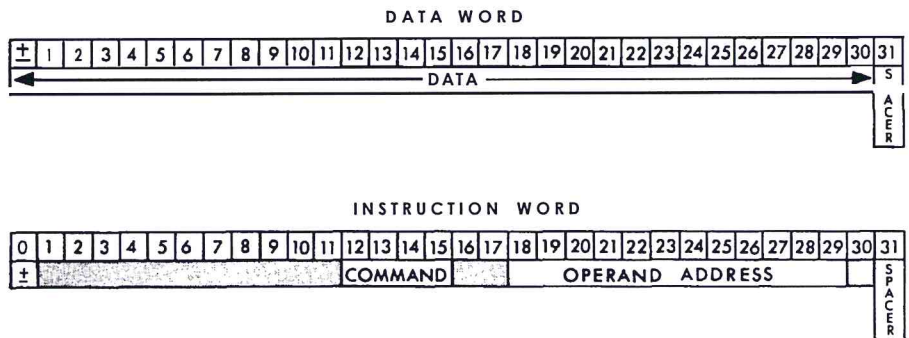 DATA WORD
± 1 2 3 4 5 6 7 8 9 10 11 12 13 14 15 16 17 18 19 20 21 22 23 24 25 26 27 28 29 30 31
DATA
S ACER
INSTRUCTION WORD
0 1 2 3 4 5 6 7 8 9 10 11 12 13 14 15 16 17 18 19 20 21 22 23 24 25 26 27 28 29 30 31
± COMMAND OPERAND ADDRESS SPACER